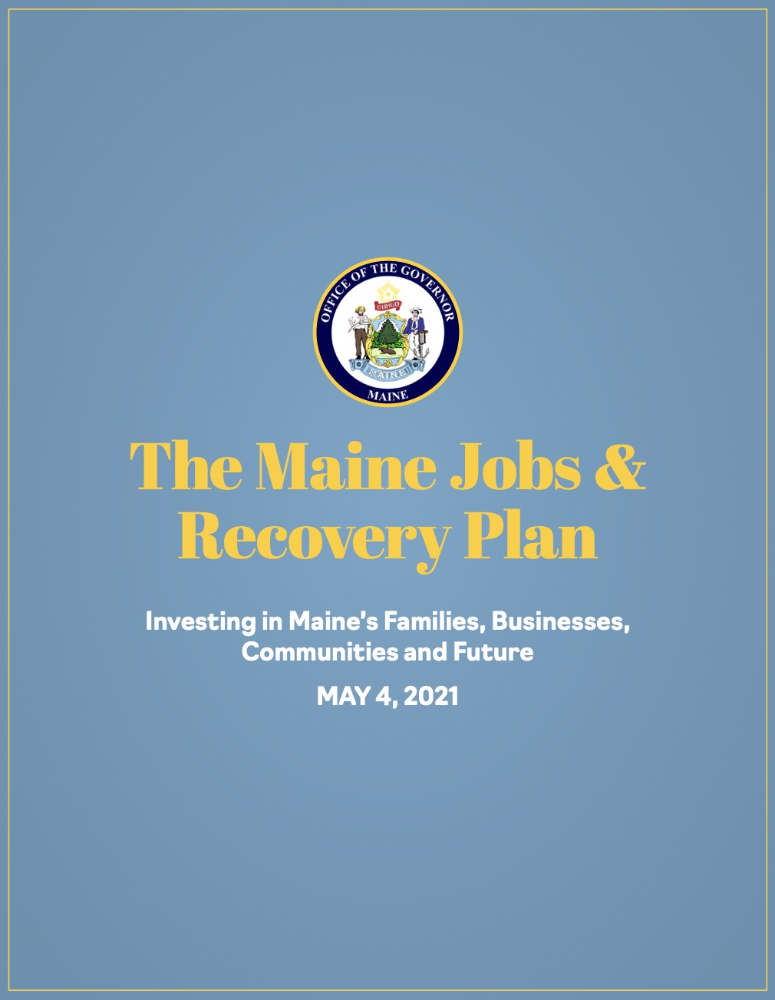 OFFICE OF THE GOVERNOR
DIRIGO
MAINE
MAINE
The Maine Jobs &
Recovery Plan
Investing in Maine's Families, Businesses,
Communities and Future
MAY 4, 2021